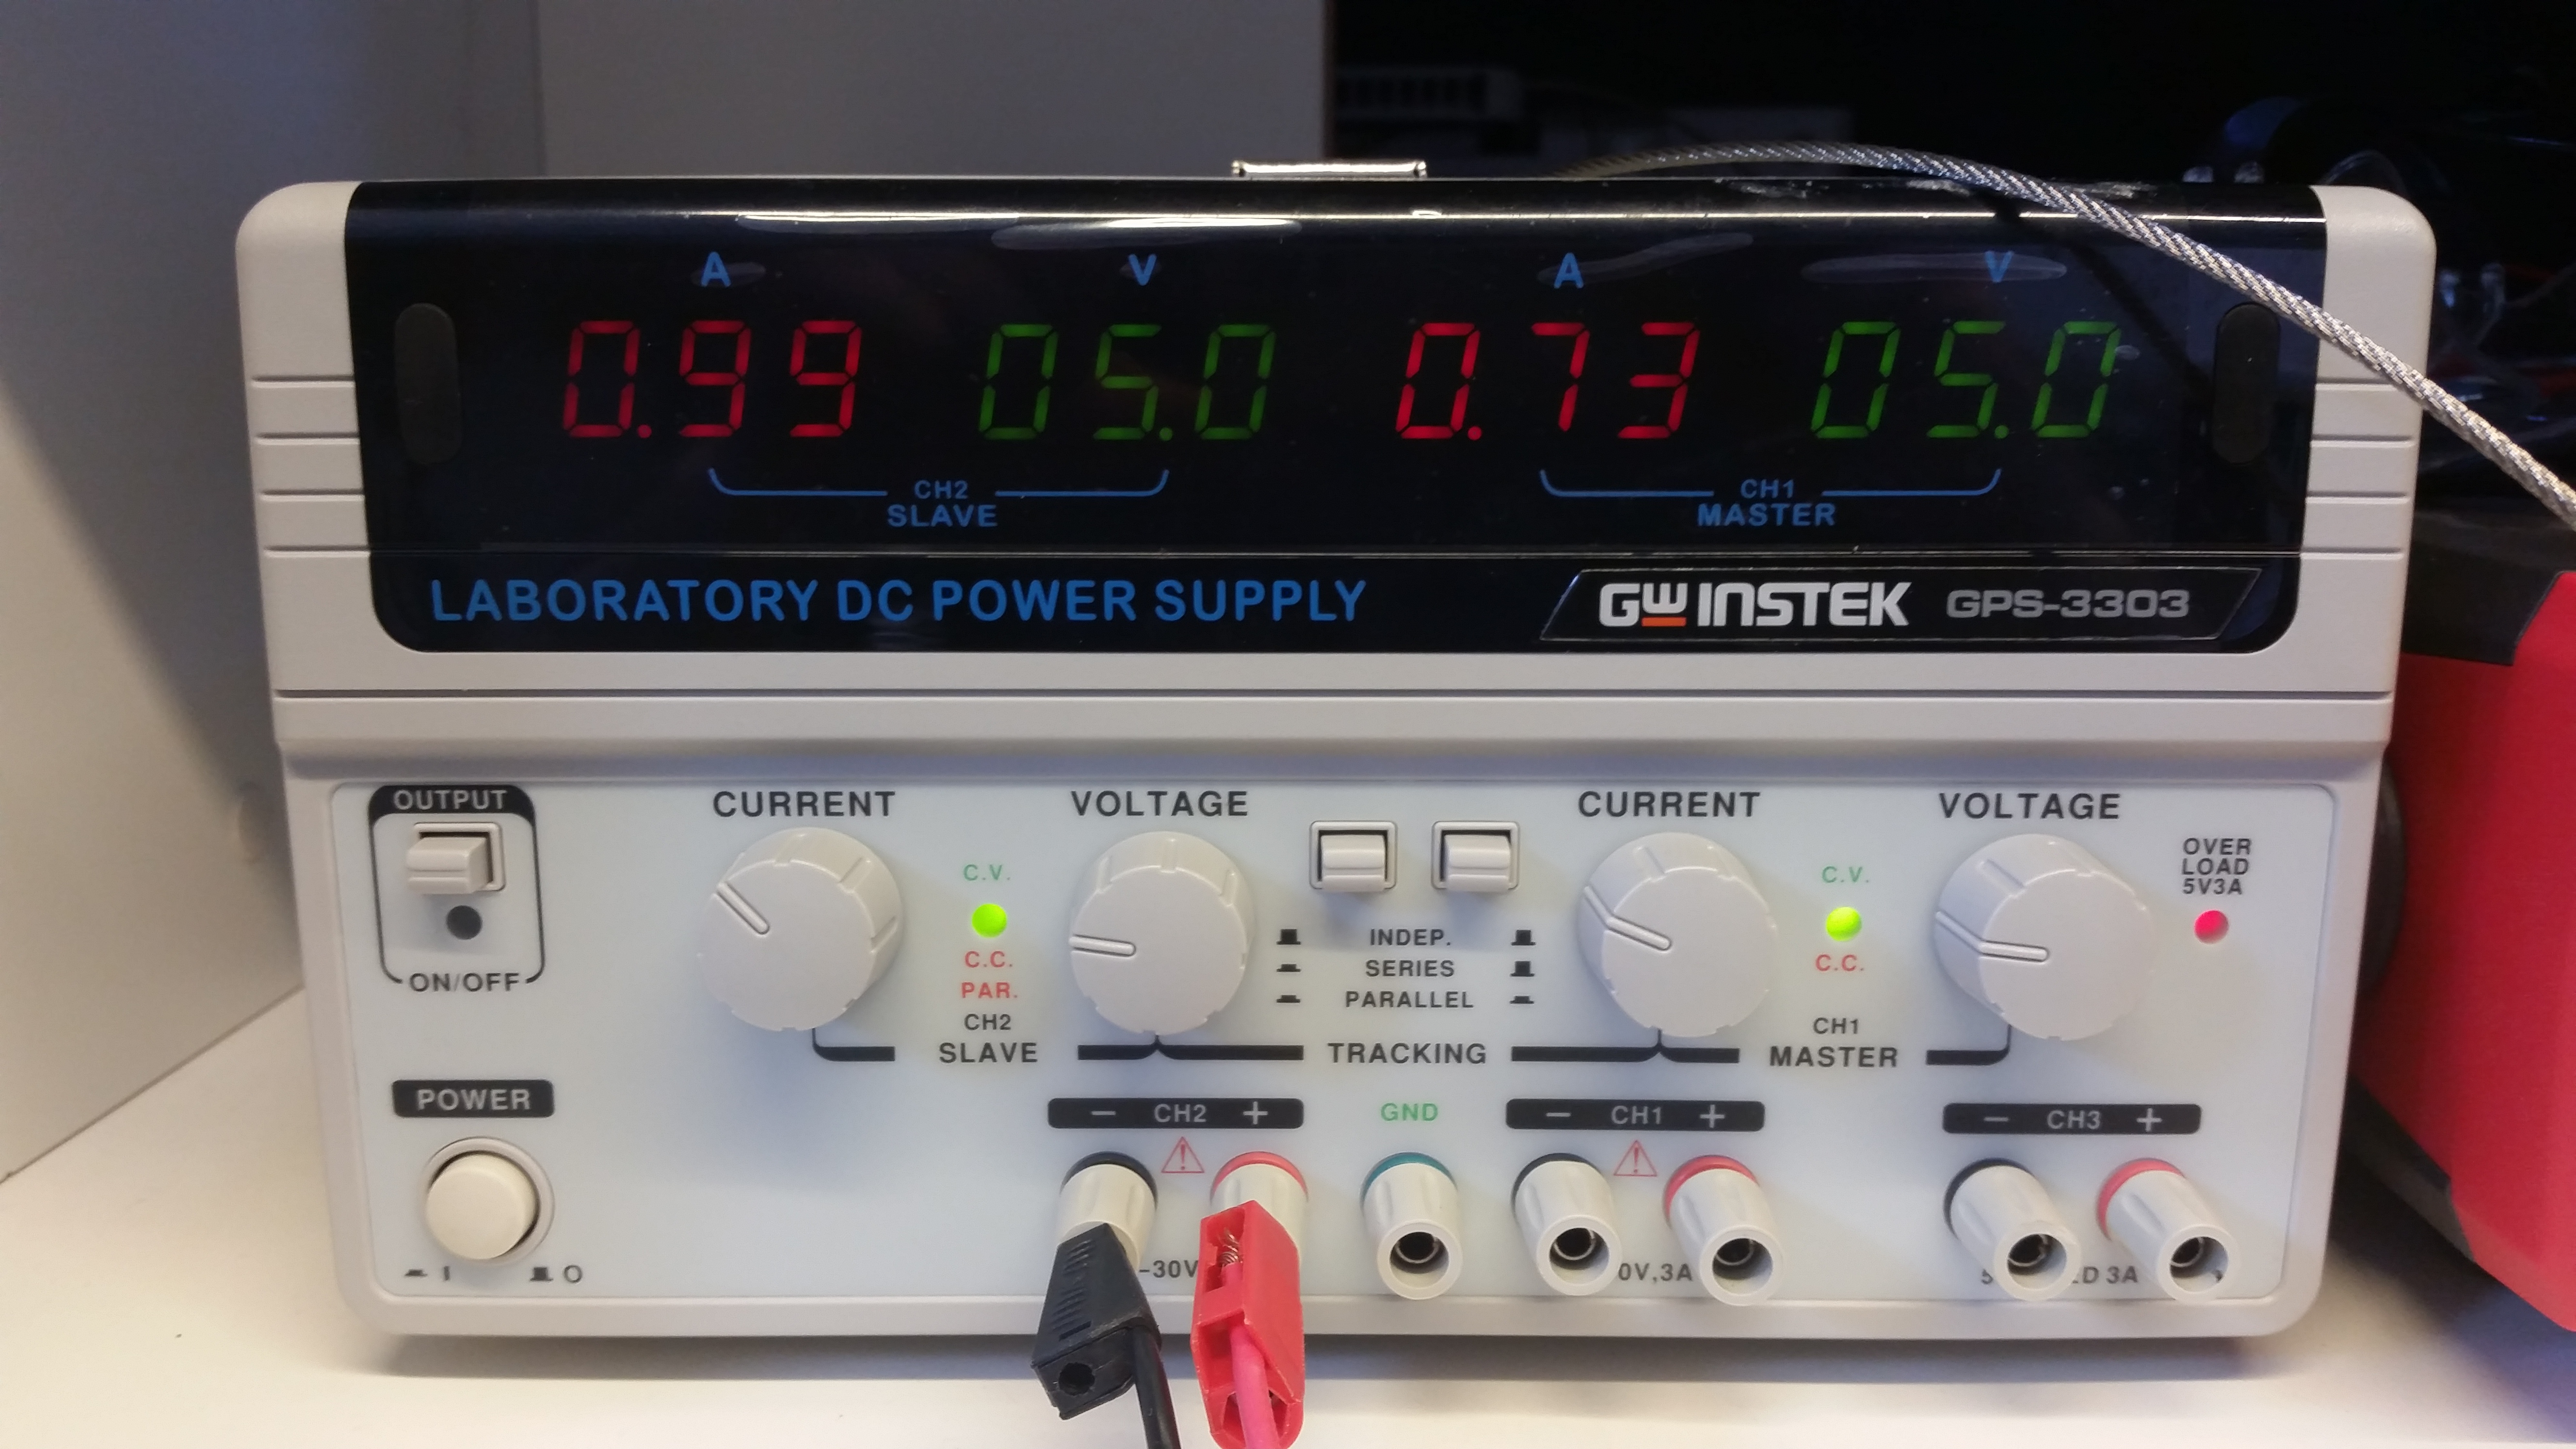 A V A V
0.99 05.0 0.73 05.0
CH2 CH1
SLAVE MASTER
LABORATORY DC POWER SUPPLY GW INSTEK GPS-3303
OUTPUT CURRENT VOLTAGE CURRENT VOLTAGE
OVER
LOAD
5V3A
C.V. C.V.
INDEP.
C.C. SERIES C.C.
PAR. PARALLEL
ON/OFF
CH2 CH1
SLAVE TRACKING MASTER
POWER - CH2 + GND - CH1 + - CH3 +
I O -30V 0V,3A 3A